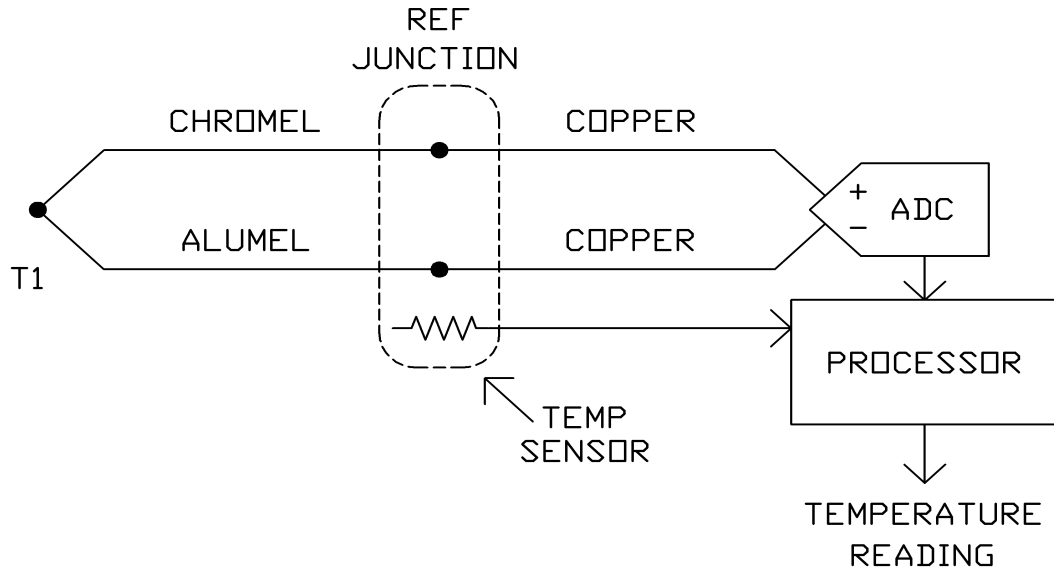 REF
JUNCTION
CHROMEL
COPPER
+
ADC
−
ALUMEL
COPPER
T1
PROCESSOR
TEMP
SENSOR
TEMPERATURE
READING